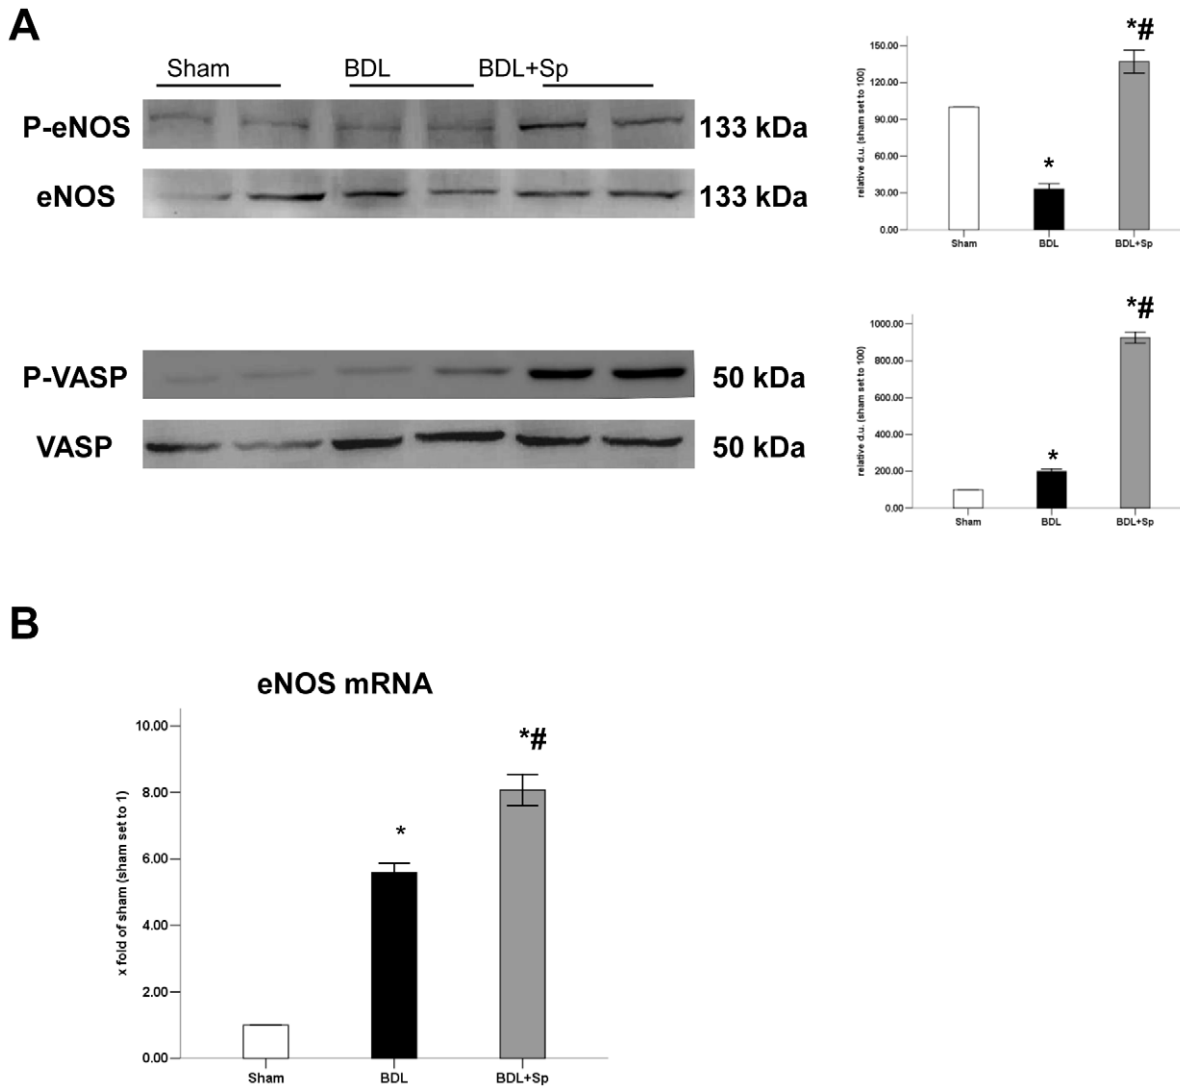 A
Sham BDL BDL+Sp
P-eNOS 133 kDa
eNOS 133 kDa
relative d.u. (sham set to 100)
150.00
120.00
90.00
60.00
30.00
0.00
*
*#
Sham BDL BDL+Sp
P-VASP 50 kDa
VASP 50 kDa
relative d.u. (sham set to 100)
1000.00
800.00
600.00
400.00
200.00
0.00
*
*#
Sham BDL BDL+Sp
B
eNOS mRNA
x fold of sham (sham set to 1)
10.00
8.00
6.00
4.00
2.00
0.00
*
*#
Sham BDL BDL+Sp